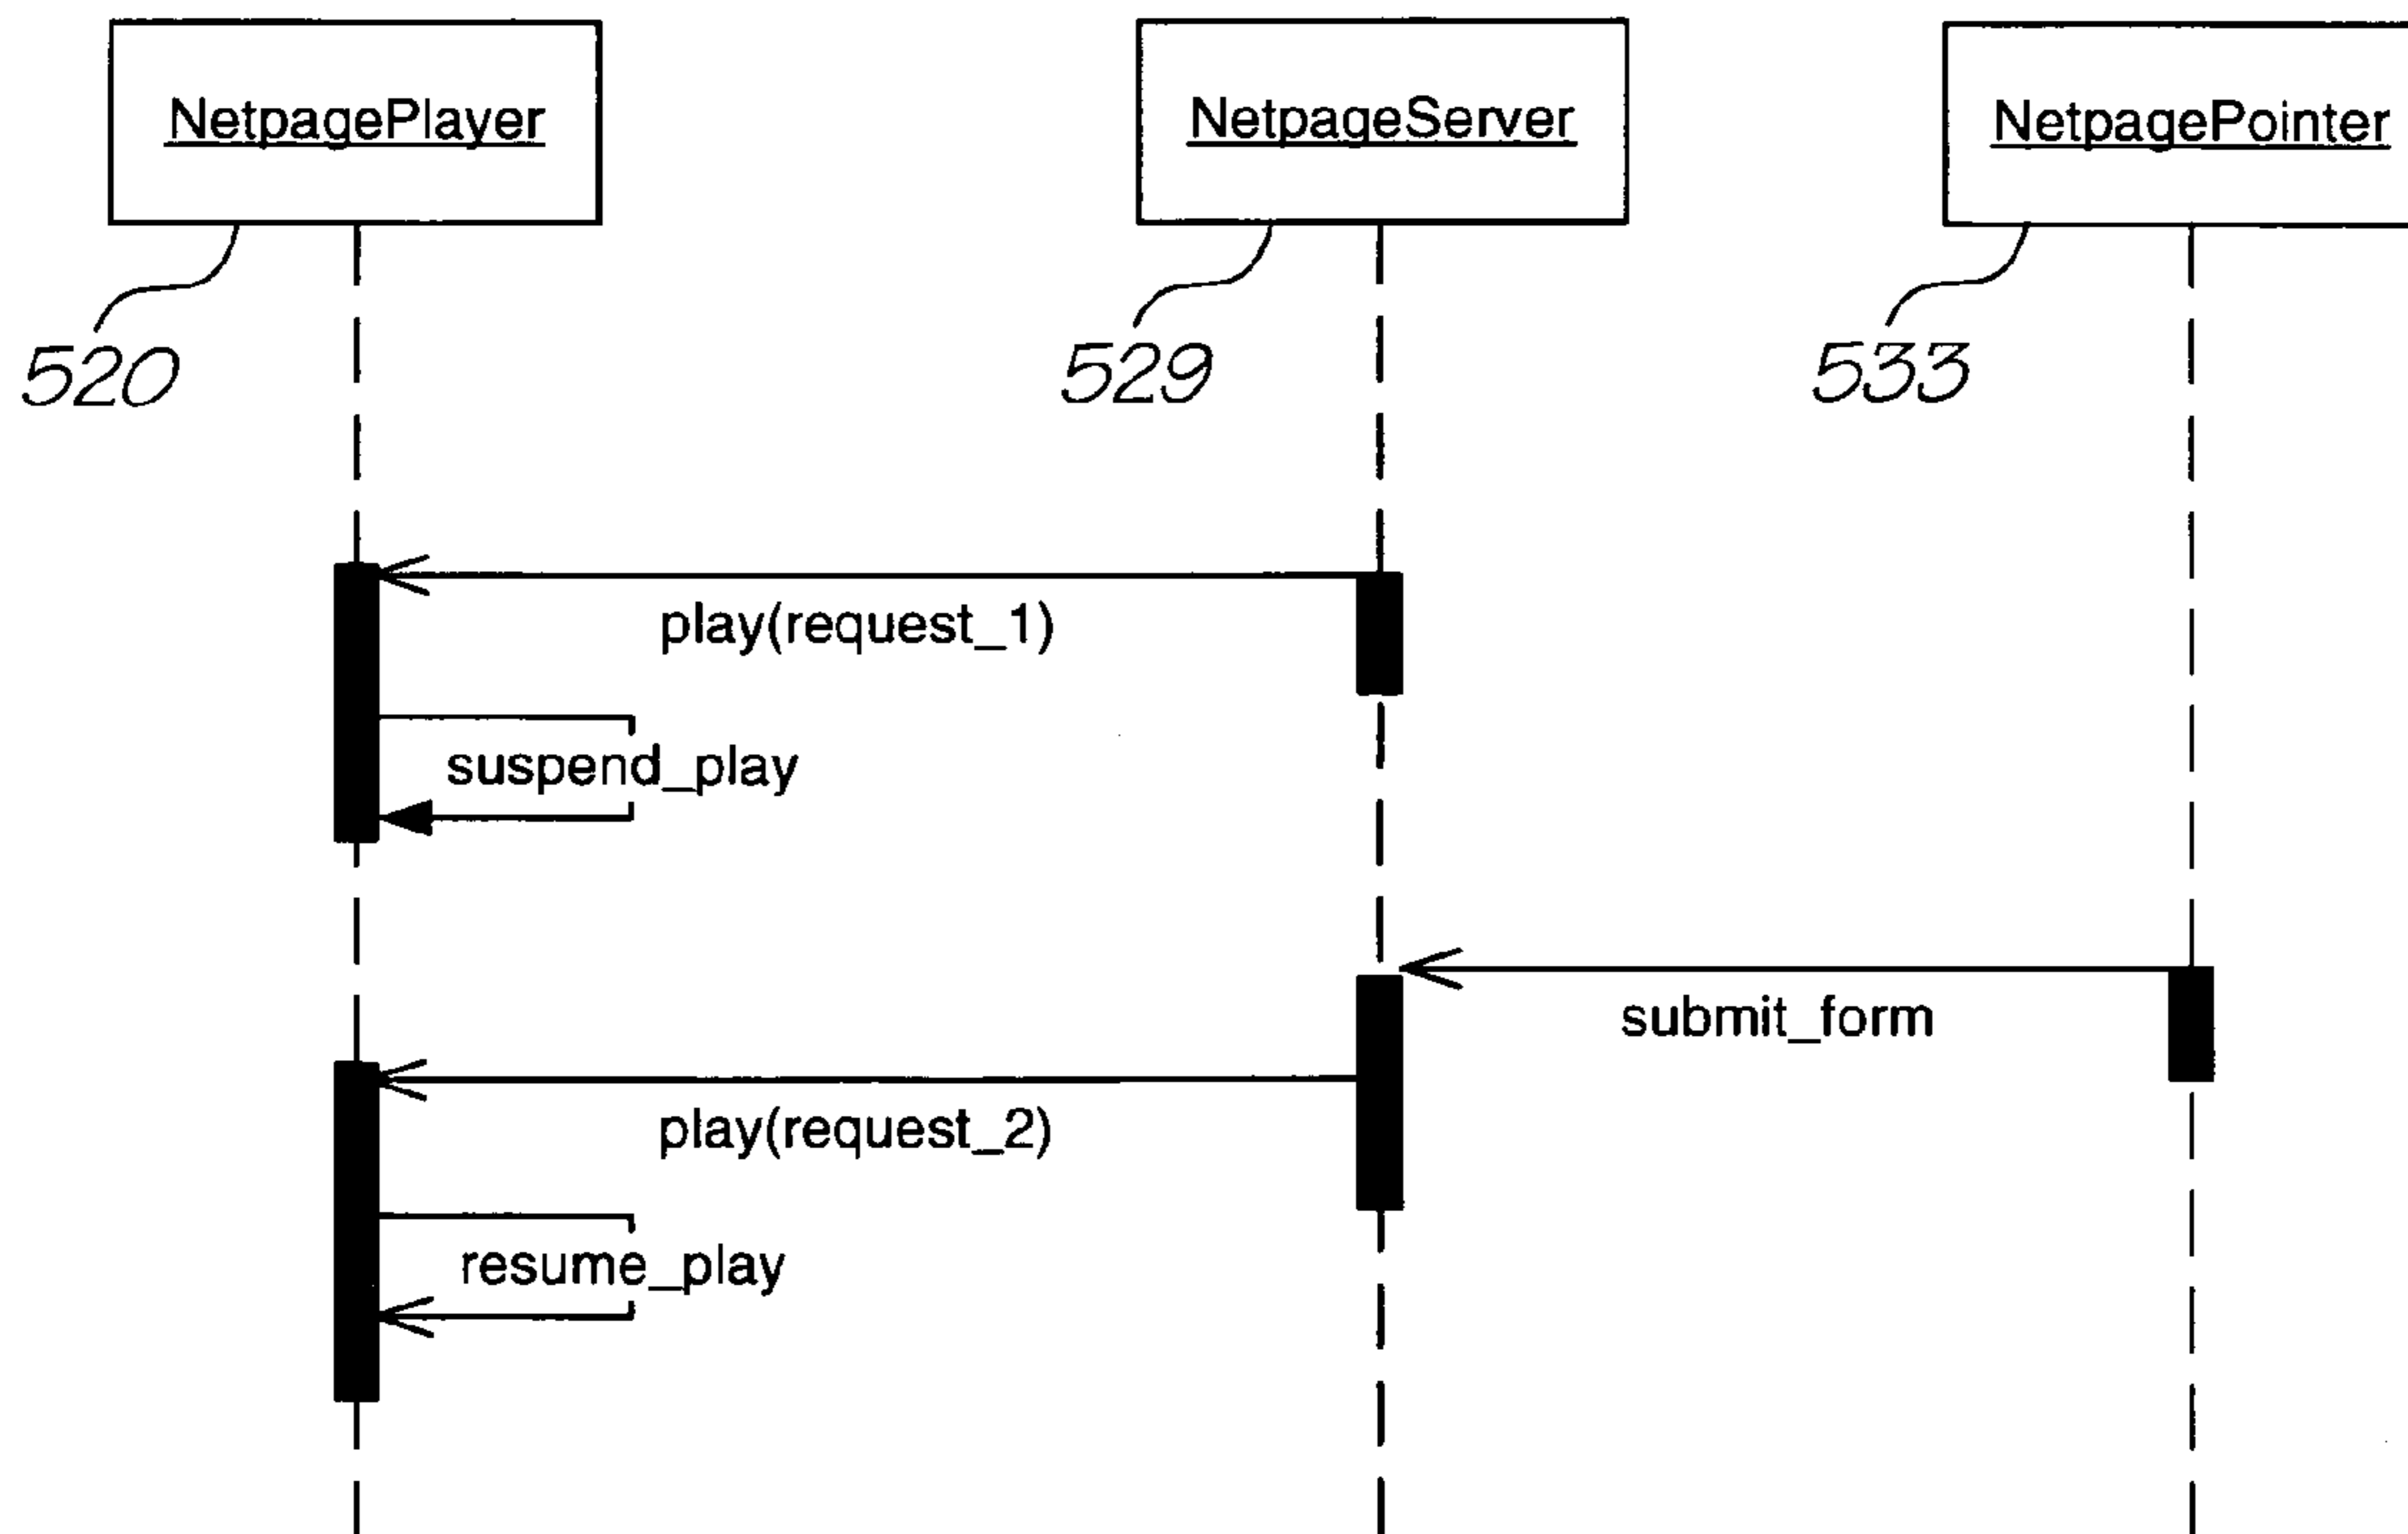 NetpagePlayer
NetpageServer
NetpagePointer
520
529
533
play(request_1)
suspend_play
submit_form
play(request_2)
resume_play